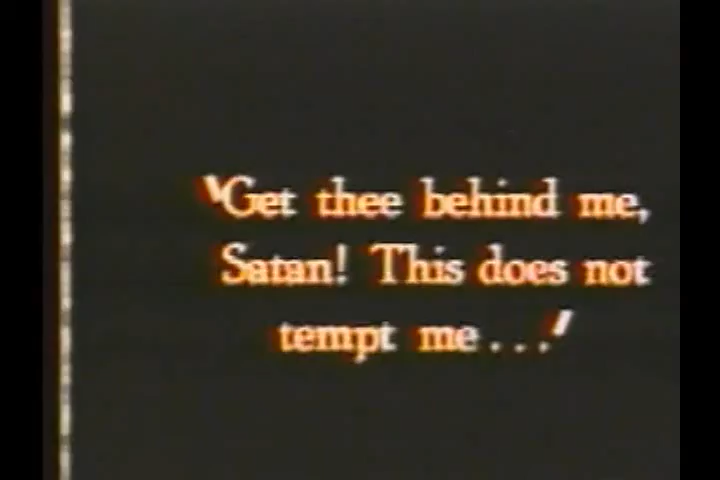 "Get thee behind me,
Satan! This does not
tempt me..."